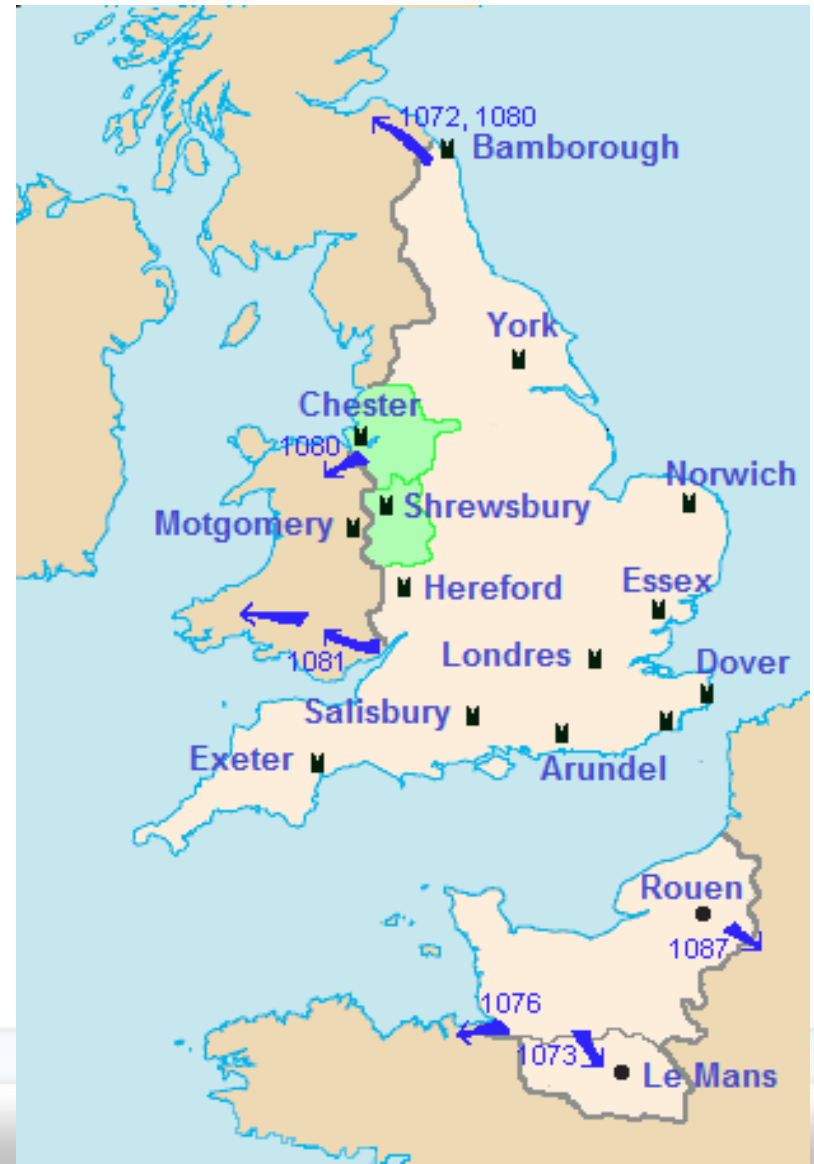 1072, 1080
Bamborough
York
Chester
1080
Norwich
Shrewsbury
Motgomery
Essex
Hereford
Londres
1081
Dover
Salisbury
Exeter
Arundel
Rouen
1087
1076
1073
Le Mans